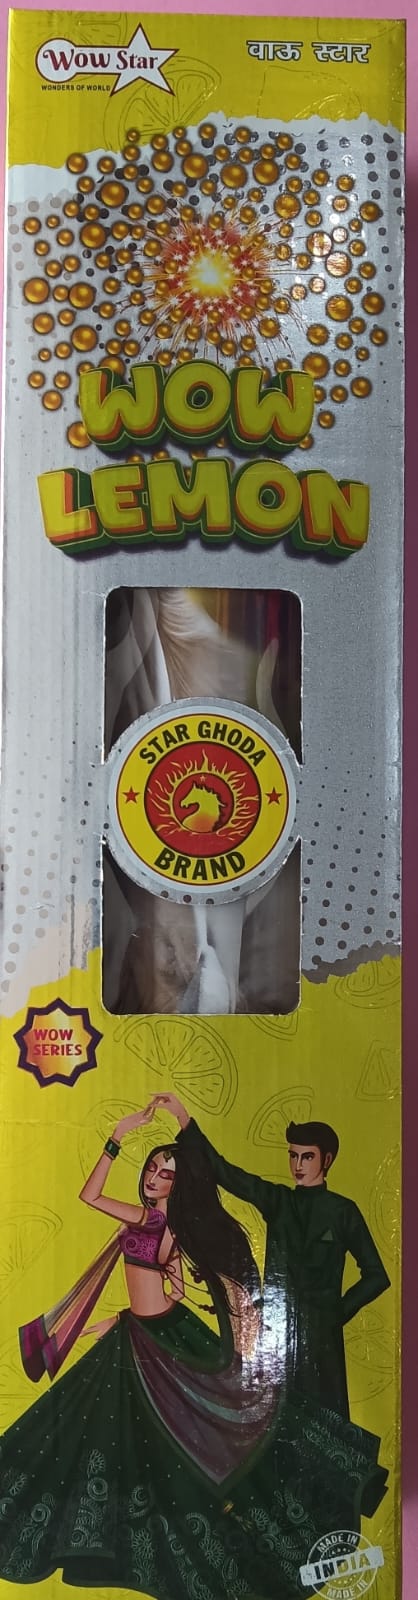 Wow Star
WONDERS OF WORLD
वाऊ स्टार
WOW
LEMON
STAR GHODA
BRAND
WOW
SERIES
MADE IN
INDIA
MADE IN